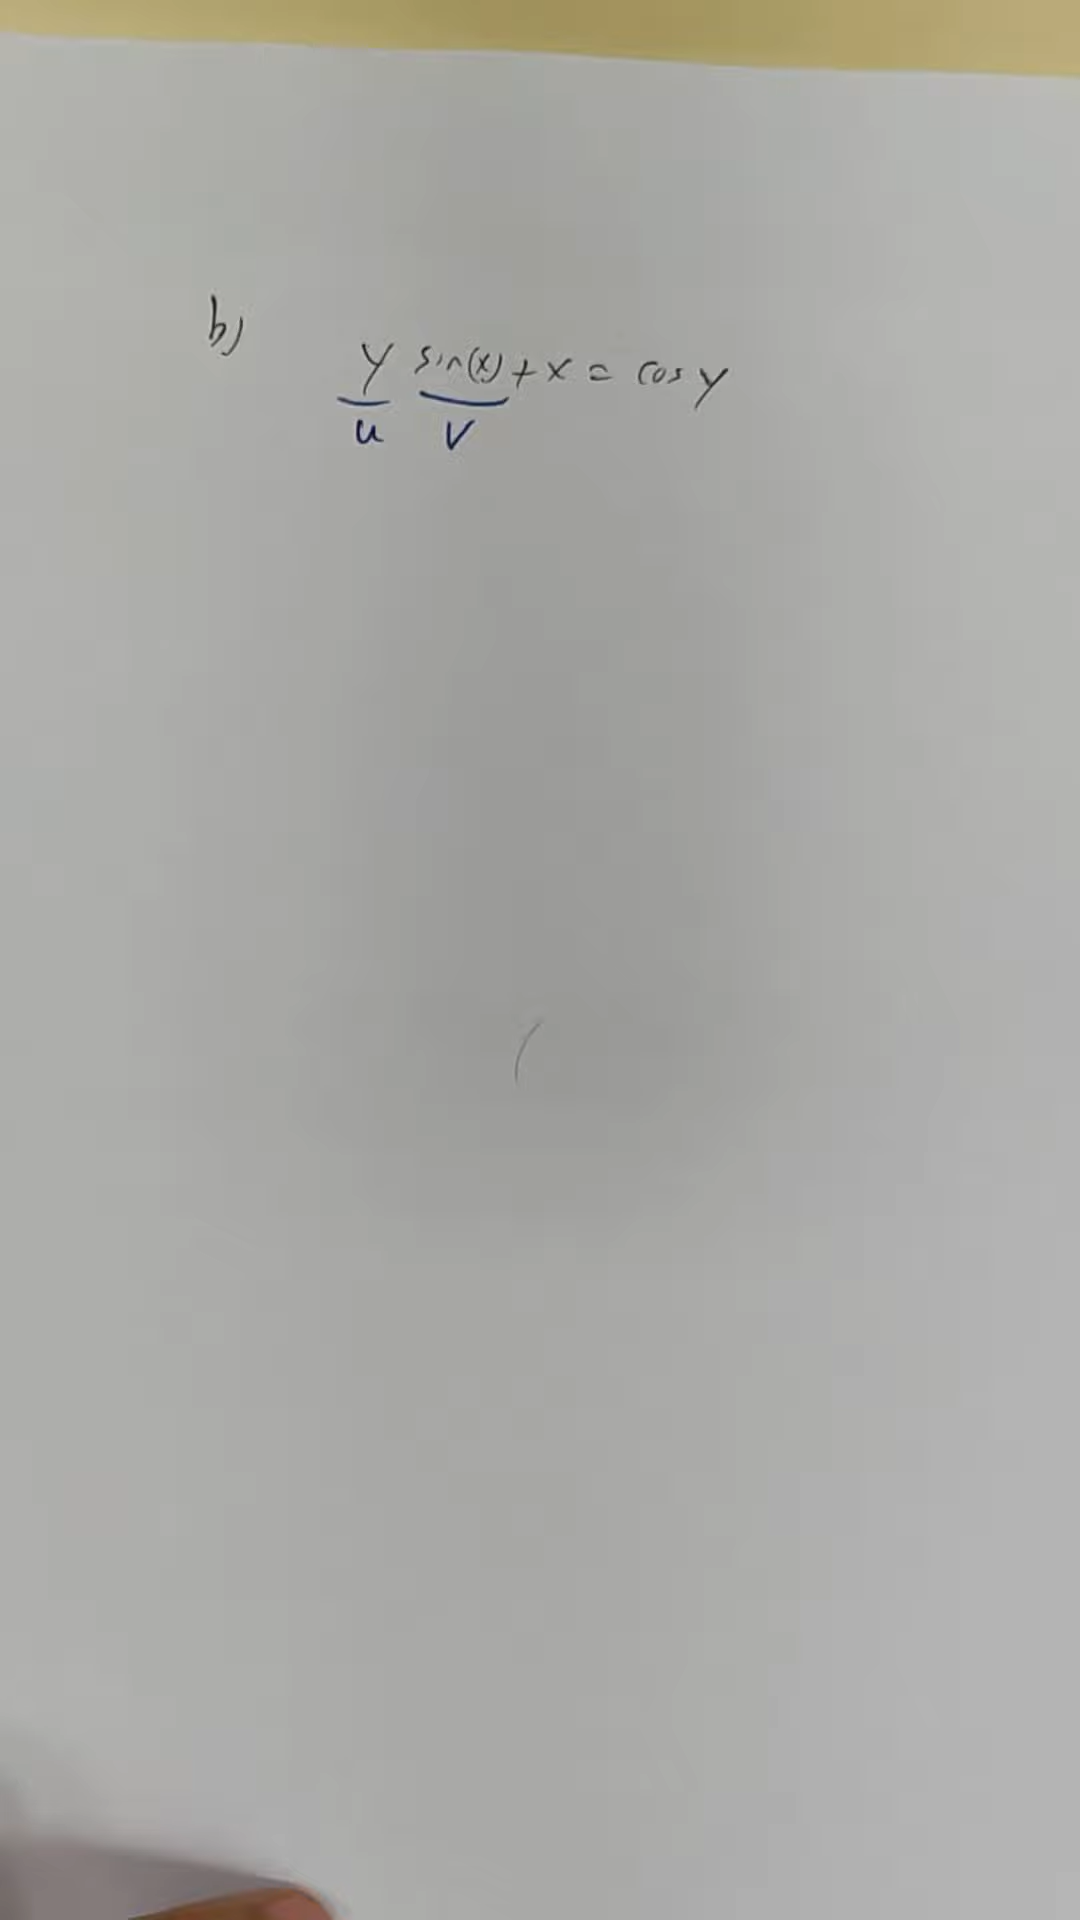 b)
y sin(x) + x = cos y
u v